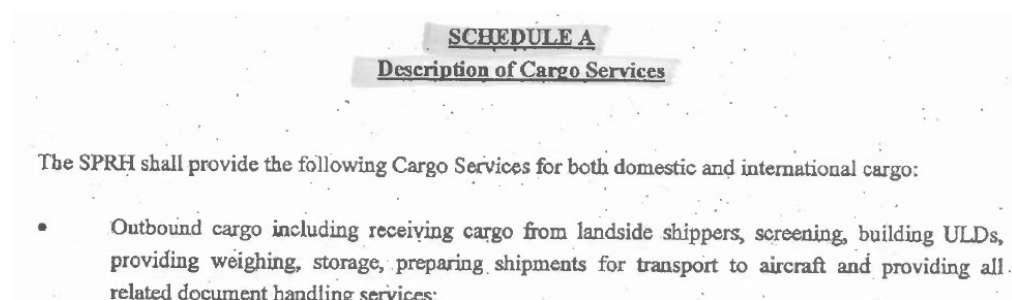 SCHEDULE A
Description of Cargo Services
The SPRH shall provide the following Cargo Services for both domestic and international cargo:
• Outbound cargo including receiving cargo from landside shippers, screening, building ULDs,
providing weighing, storage, preparing shipments for transport to aircraft and providing all
related document handling services;